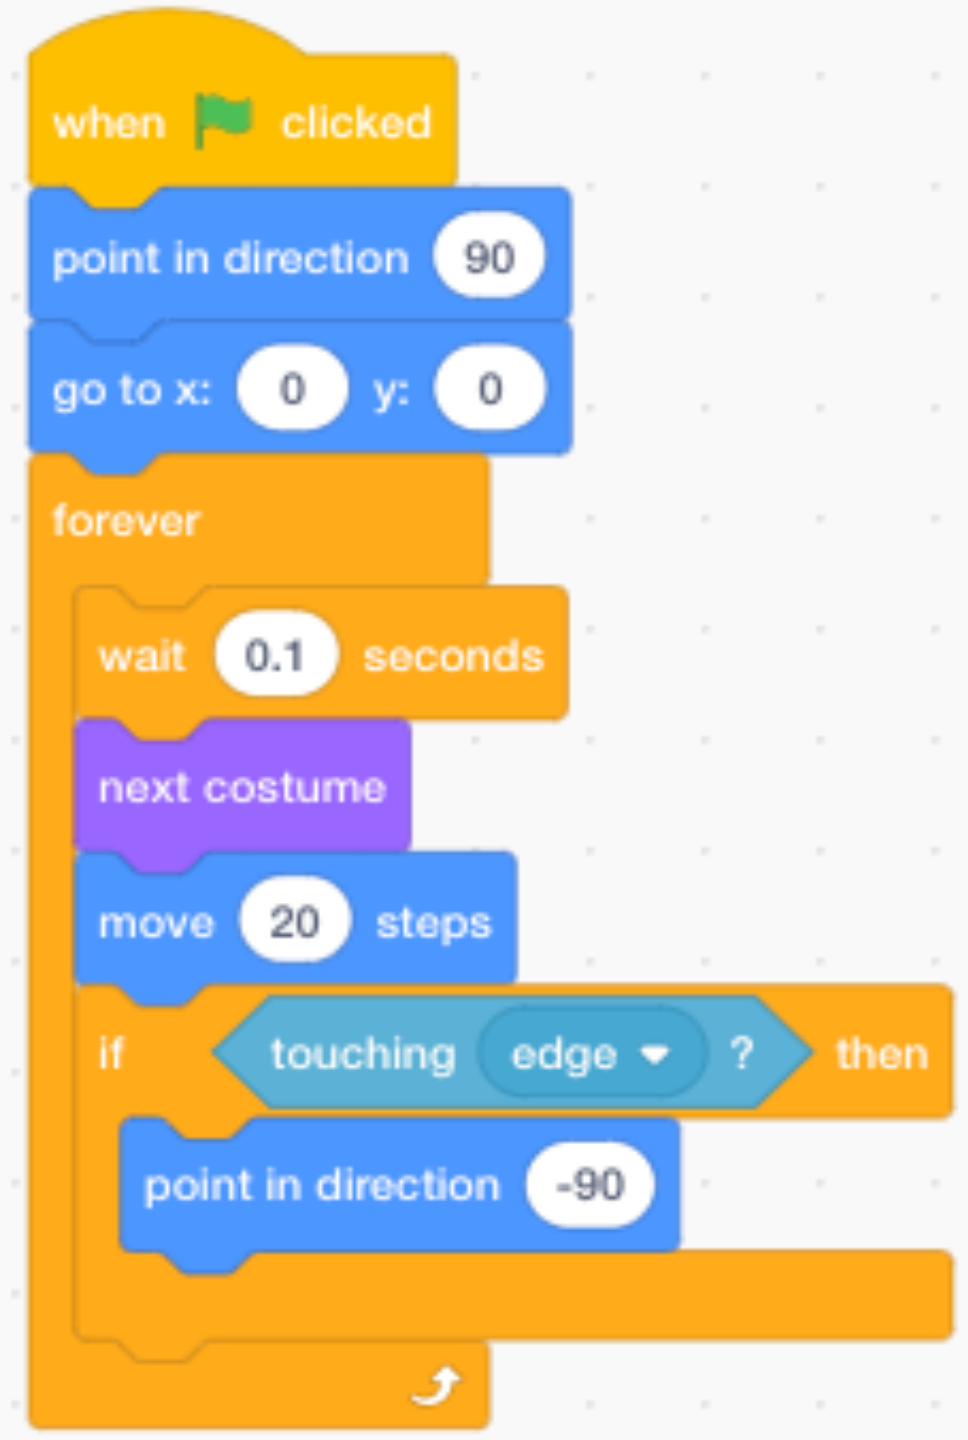 when clicked
point in direction 90
go to x: 0 y: 0
forever
wait 0.1 seconds
next costume
move 20 steps
if touching edge ? then
point in direction -90